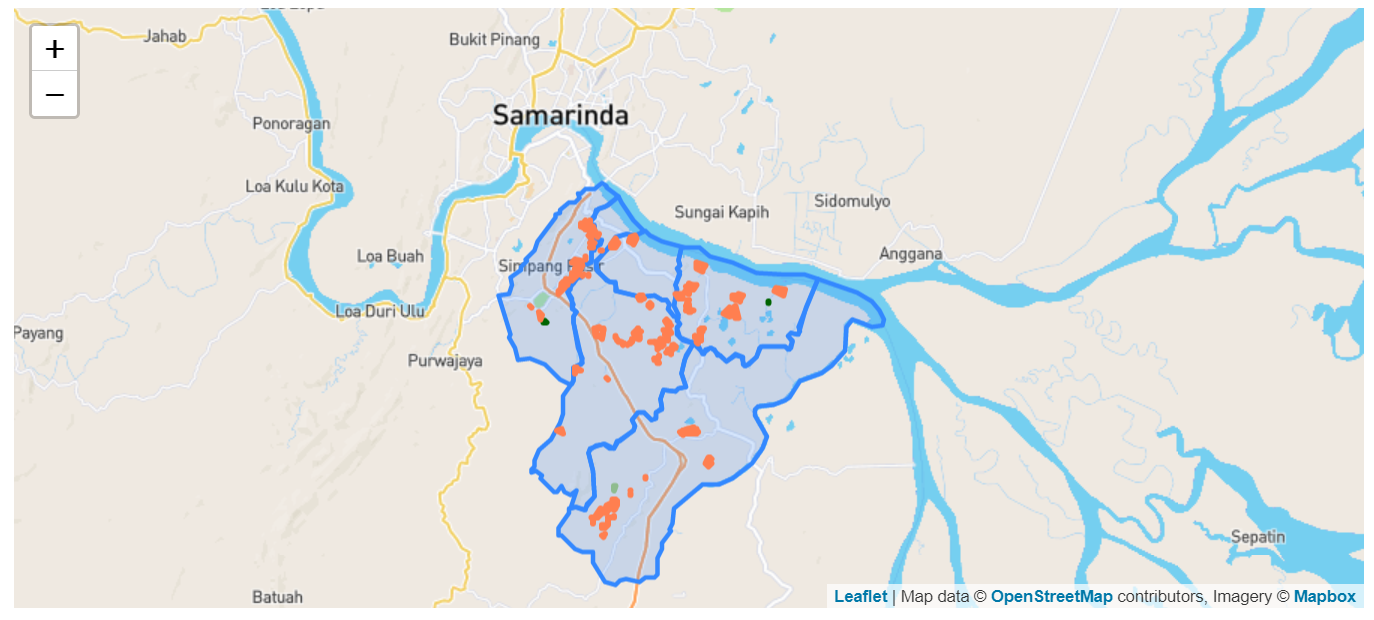 Jahab
Bukit Pinang
Samarinda
Ponoragan
Loa Kulu Kota
Sungai Kapih
Sidomulyo
Loa Buah
Simpang Pasir
Anggana
Loa Duri Ulu
Payang
Purwajaya
Sepatin
Batuah
+
−
Leaflet | Map data © OpenStreetMap contributors, Imagery © Mapbox